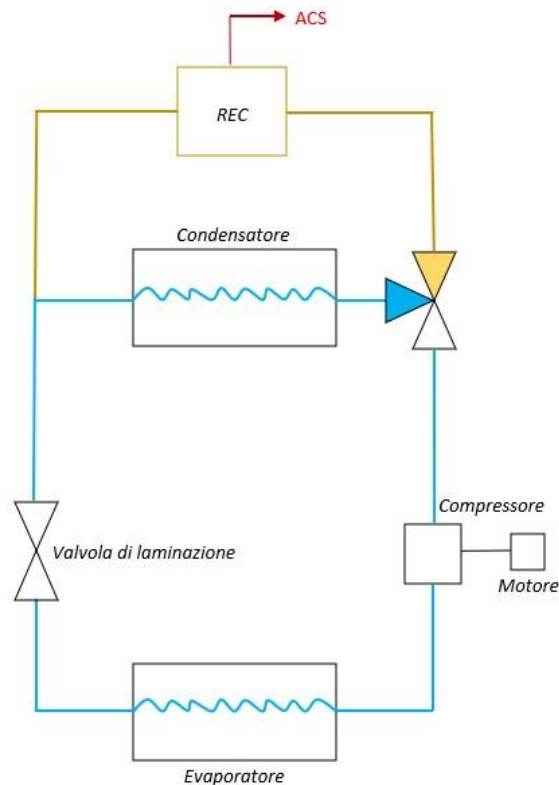 ACS
REC
Condensatore
Compressore
Valvola di laminazione
Motore
Evaporatore